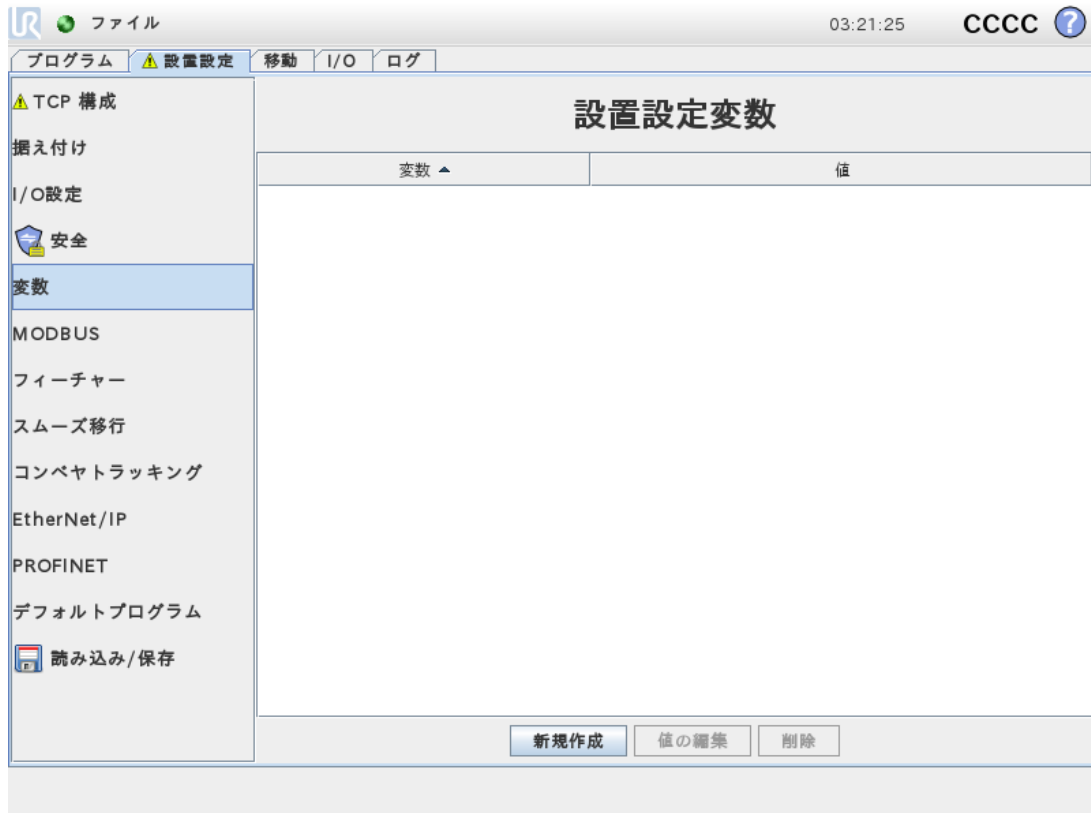 UR ファイル 03:21:25 CCCC ?
プログラム 設置設定 移動 I/O ログ
TCP 構成
据え付け
I/O設定
安全
変数
MODBUS
フィーチャー
スムーズ移行
コンベヤトラッキング
EtherNet/IP
PROFINET
デフォルトプログラム
読み込み/保存
設置設定変数
変数 値
新規作成 値の編集 削除